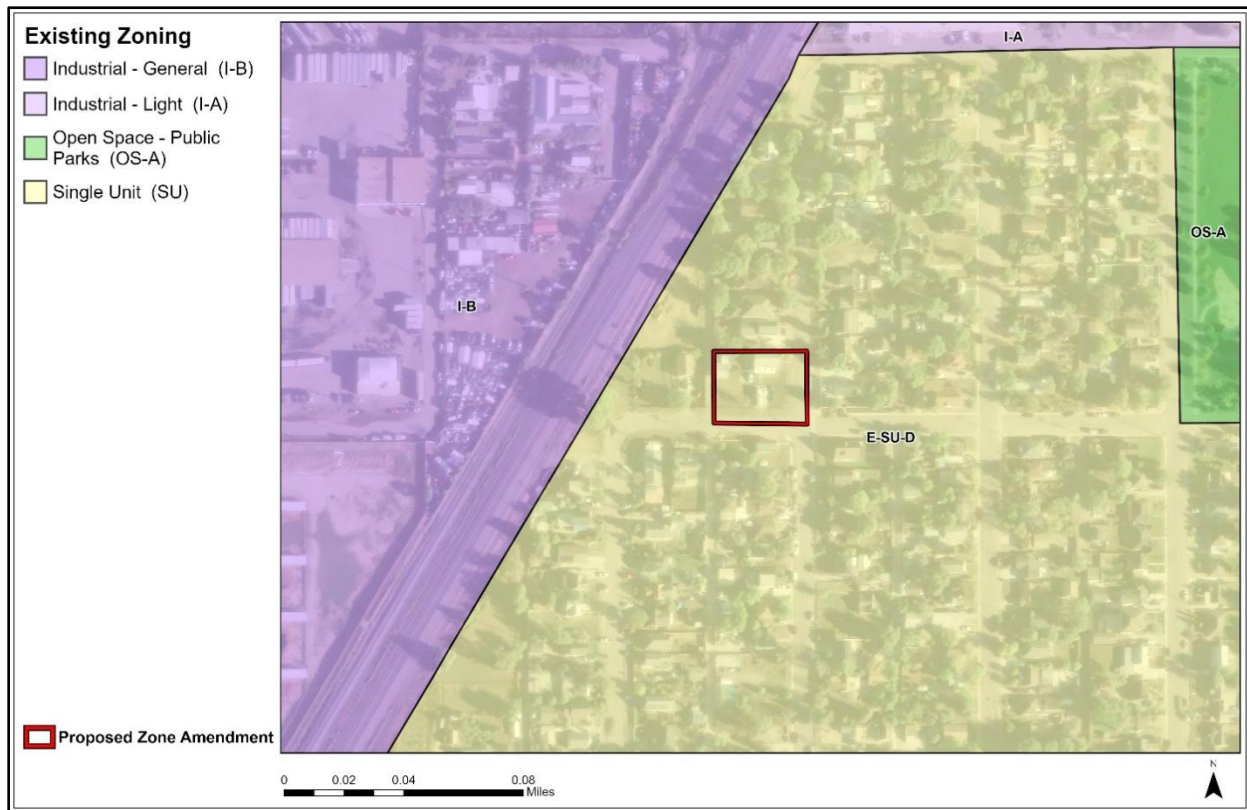 Existing Zoning
Industrial - General (I-B)
Industrial - Light (I-A)
Open Space - Public
Parks (OS-A)
Single Unit (SU)
I-A
OS-A
I-B
E-SU-D
Proposed Zone Amendment
0 0.02 0.04 0.08
Miles
N